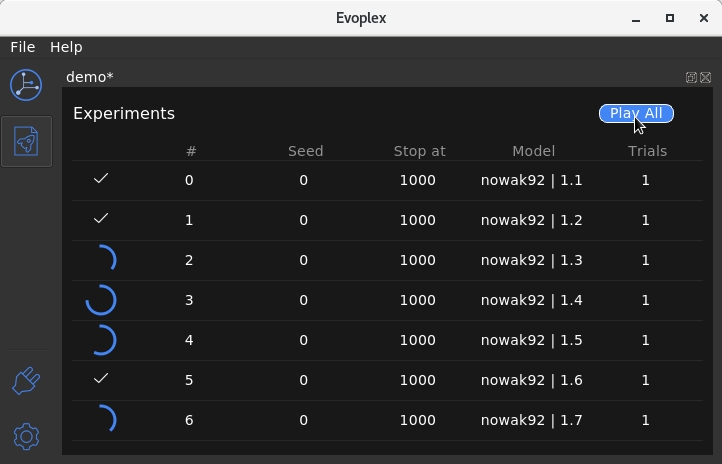 Evoplex
File Help
demo*
Experiments Play All
# Seed Stop at Model Trials
0 0 1000 nowak92 | 1.1 1
1 0 1000 nowak92 | 1.2 1
2 0 1000 nowak92 | 1.3 1
3 0 1000 nowak92 | 1.4 1
4 0 1000 nowak92 | 1.5 1
5 0 1000 nowak92 | 1.6 1
6 0 1000 nowak92 | 1.7 1